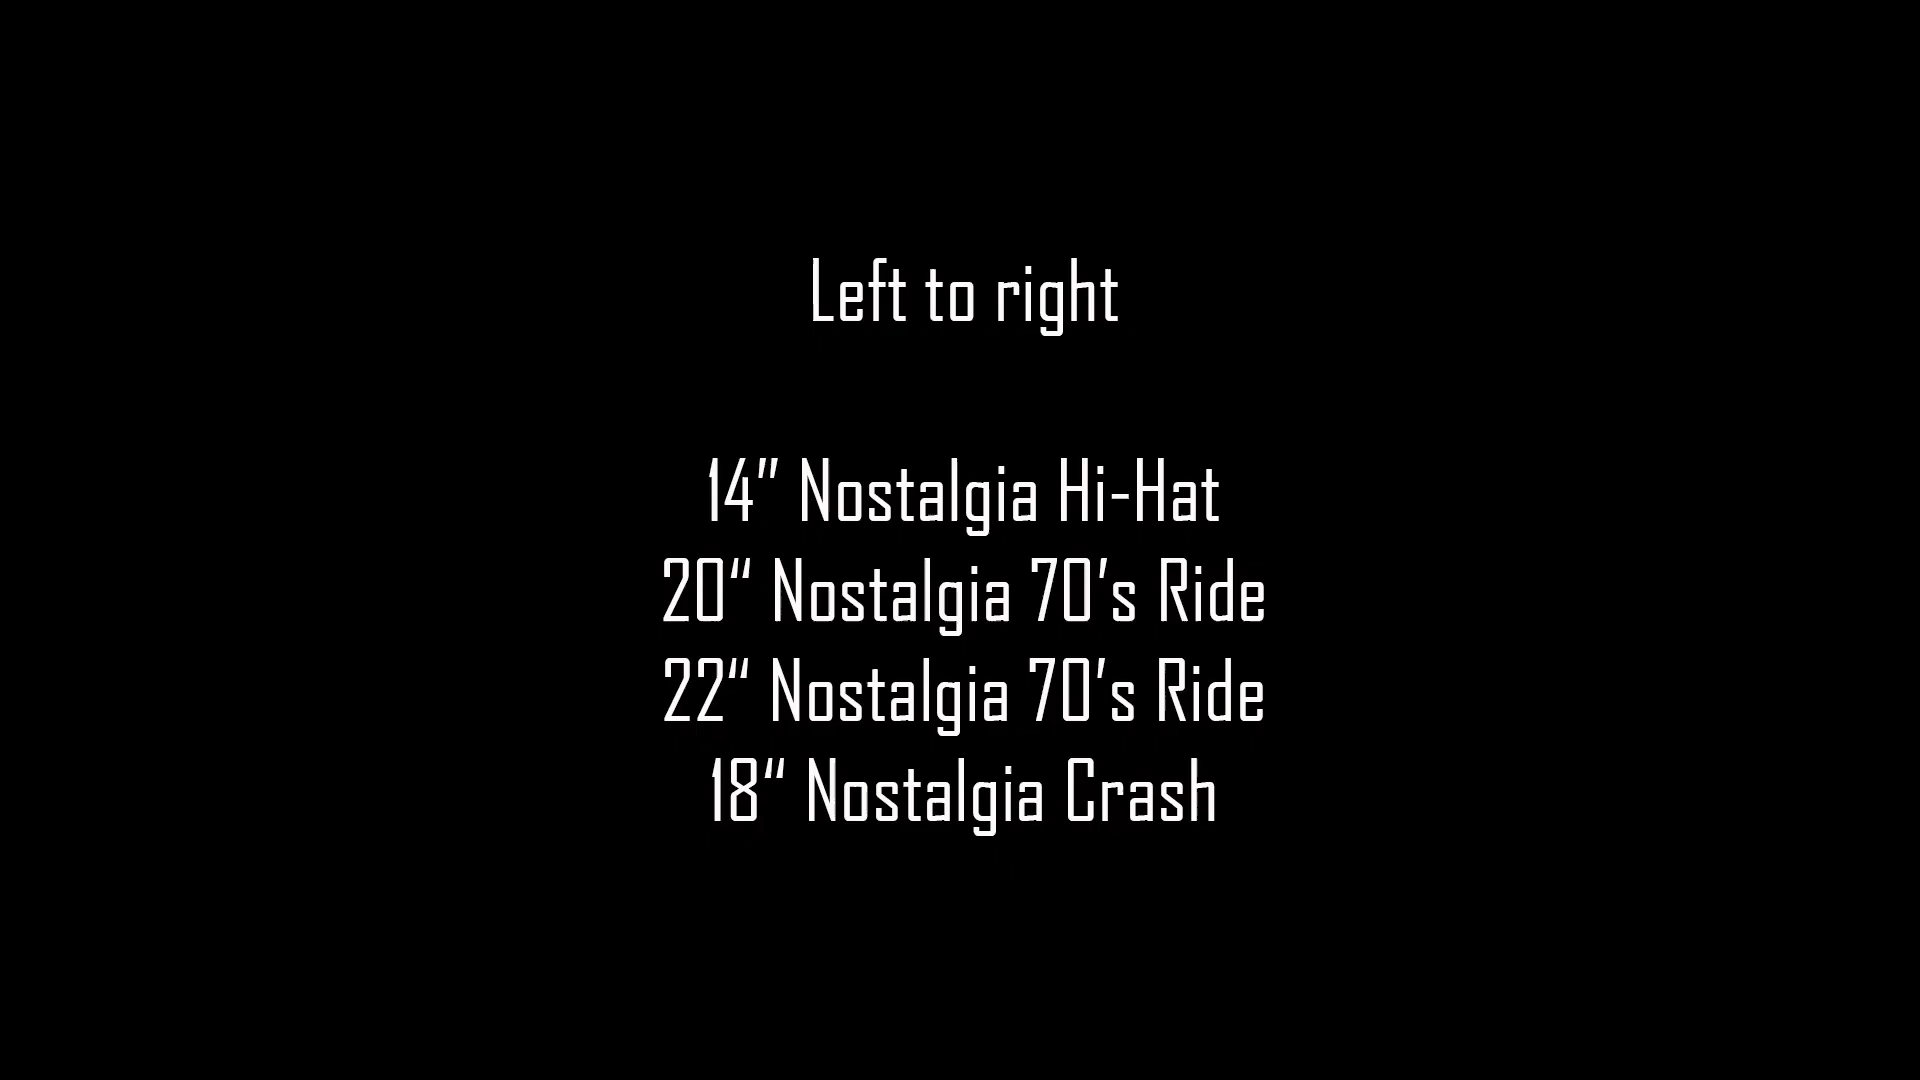 Left to right
14” Nostalgia Hi-Hat
20“ Nostalgia 70’s Ride
22“ Nostalgia 70’s Ride
18“ Nostalgia Crash